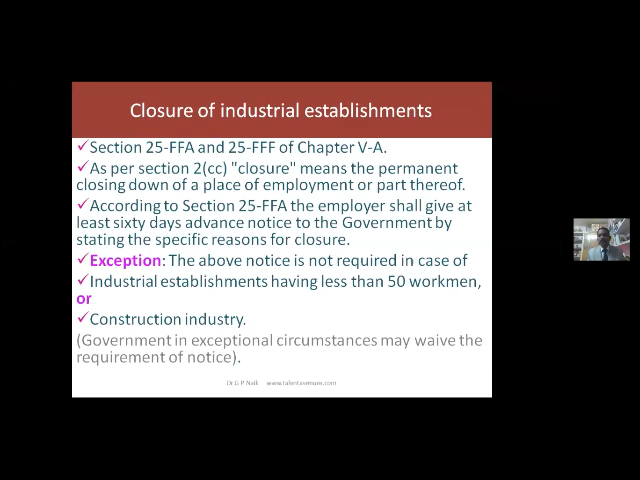 Closure of industrial establishments
✓Section 25-FFA and 25-FFF of Chapter V-A.
✓As per section 2(cc) "closure" means the permanent
closing down of a place of employment or part thereof.
✓According to Section 25-FFA the employer shall give at
least sixty days advance notice to the Government by
stating the specific reasons for closure.
✓Exception: The above notice is not required in case of
✓Industrial establishments having less than 50 workmen,
or
✓Construction industry.
(Government in exceptional circumstances may waive the
requirement of notice).
Dr G P Naik